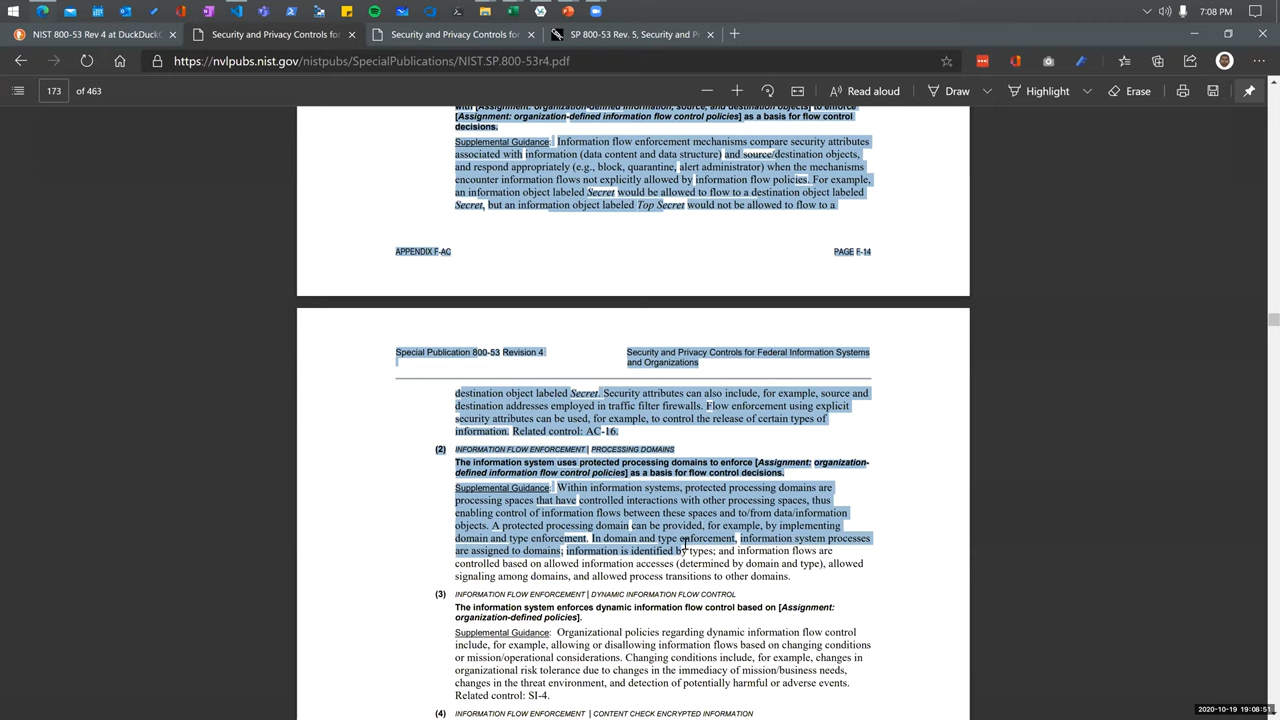 7:08 PM
NIST 800-53 Rev 4 at DuckDuckG
Security and Privacy Controls for
Security and Privacy Controls for
SP 800-53 Rev. 5, Security and Pr
https://nvlpubs.nist.gov/nistpubs/SpecialPublications/NIST.SP.800-53r4.pdf
173 of 463
Read aloud
Draw
Highlight
Erase
with [Assignment: organization-defined information, source, and destination objects] to enforce
[Assignment: organization-defined information flow control policies] as a basis for flow control
decisions.
Supplemental Guidance: Information flow enforcement mechanisms compare security attributes
associated with information (data content and data structure) and source/destination objects,
and respond appropriately (e.g., block, quarantine, alert administrator) when the mechanisms
encounter information flows not explicitly allowed by information flow policies. For example,
an information object labeled Secret would be allowed to flow to a destination object labeled
Secret, but an information object labeled Top Secret would not be allowed to flow to a
APPENDIX F-AC PAGE F-14
Special Publication 800-53 Revision 4 Security and Privacy Controls for Federal Information Systems
and Organizations
destination object labeled Secret. Security attributes can also include, for example, source and
destination addresses employed in traffic filter firewalls. Flow enforcement using explicit
security attributes can be used, for example, to control the release of certain types of
information. Related control: AC-16.
(2) INFORMATION FLOW ENFORCEMENT | PROCESSING DOMAINS
The information system uses protected processing domains to enforce [Assignment: organization-
defined information flow control policies] as a basis for flow control decisions.
Supplemental Guidance: Within information systems, protected processing domains are
processing spaces that have controlled interactions with other processing spaces, thus
enabling control of information flows between these spaces and to/from data/information
objects. A protected processing domain can be provided, for example, by implementing
domain and type enforcement. In domain and type enforcement, information system processes
are assigned to domains; information is identified by types; and information flows are
controlled based on allowed information accesses (determined by domain and type), allowed
signaling among domains, and allowed process transitions to other domains.
(3) INFORMATION FLOW ENFORCEMENT | DYNAMIC INFORMATION FLOW CONTROL
The information system enforces dynamic information flow control based on [Assignment:
organization-defined policies].
Supplemental Guidance: Organizational policies regarding dynamic information flow control
include, for example, allowing or disallowing information flows based on changing conditions
or mission/operational considerations. Changing conditions include, for example, changes in
organizational risk tolerance due to changes in the immediacy of mission/business needs,
changes in the threat environment, and detection of potentially harmful or adverse events.
Related control: SI-4.
(4) INFORMATION FLOW ENFORCEMENT | CONTENT CHECK ENCRYPTED INFORMATION
2020-10-19 19:08:51